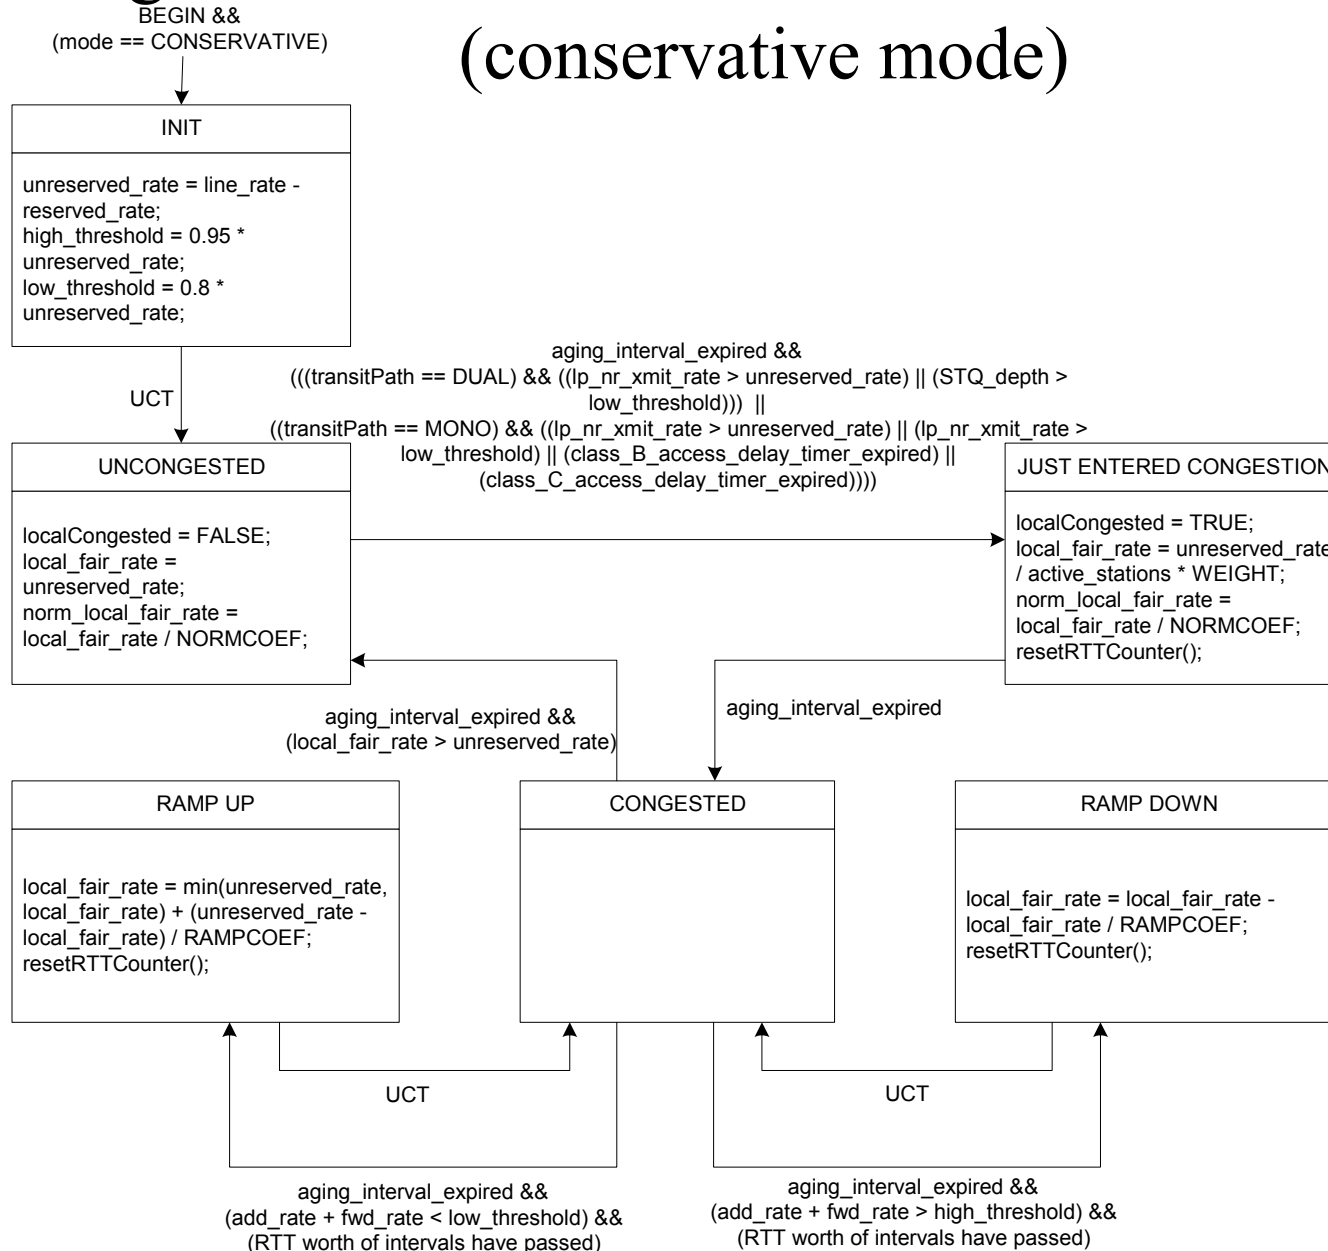 BEGIN &&
(mode == CONSERVATIVE)
(conservative mode)
INIT
unreserved_rate = line_rate -
reserved_rate;
high_threshold = 0.95 *
unreserved_rate;
low_threshold = 0.8 *
unreserved_rate;
UCT
aging_interval_expired &&
(((transitPath == DUAL) && ((lp_nr_xmit_rate > unreserved_rate) || (STQ_depth >
low_threshold))) ||
((transitPath == MONO) && ((lp_nr_xmit_rate > unreserved_rate) || (lp_nr_xmit_rate >
low_threshold) || (class_B_access_delay_timer_expired) ||
(class_C_access_delay_timer_expired))))
UNCONGESTED
localCongested = FALSE;
local_fair_rate =
unreserved_rate;
norm_local_fair_rate =
local_fair_rate / NORMCOEF;
JUST ENTERED CONGESTION
localCongested = TRUE;
local_fair_rate = unreserved_rate
/ active_stations * WEIGHT;
norm_local_fair_rate =
local_fair_rate / NORMCOEF;
resetRTTCounter();
aging_interval_expired &&
(local_fair_rate > unreserved_rate)
aging_interval_expired
RAMP UP
local_fair_rate = min(unreserved_rate,
local_fair_rate) + (unreserved_rate -
local_fair_rate) / RAMPCOEF;
resetRTTCounter();
CONGESTED
RAMP DOWN
local_fair_rate = local_fair_rate -
local_fair_rate / RAMPCOEF;
resetRTTCounter();
UCT
UCT
aging_interval_expired &&
(add_rate + fwd_rate < low_threshold) &&
(RTT worth of intervals have passed)
aging_interval_expired &&
(add_rate + fwd_rate > high_threshold) &&
(RTT worth of intervals have passed)